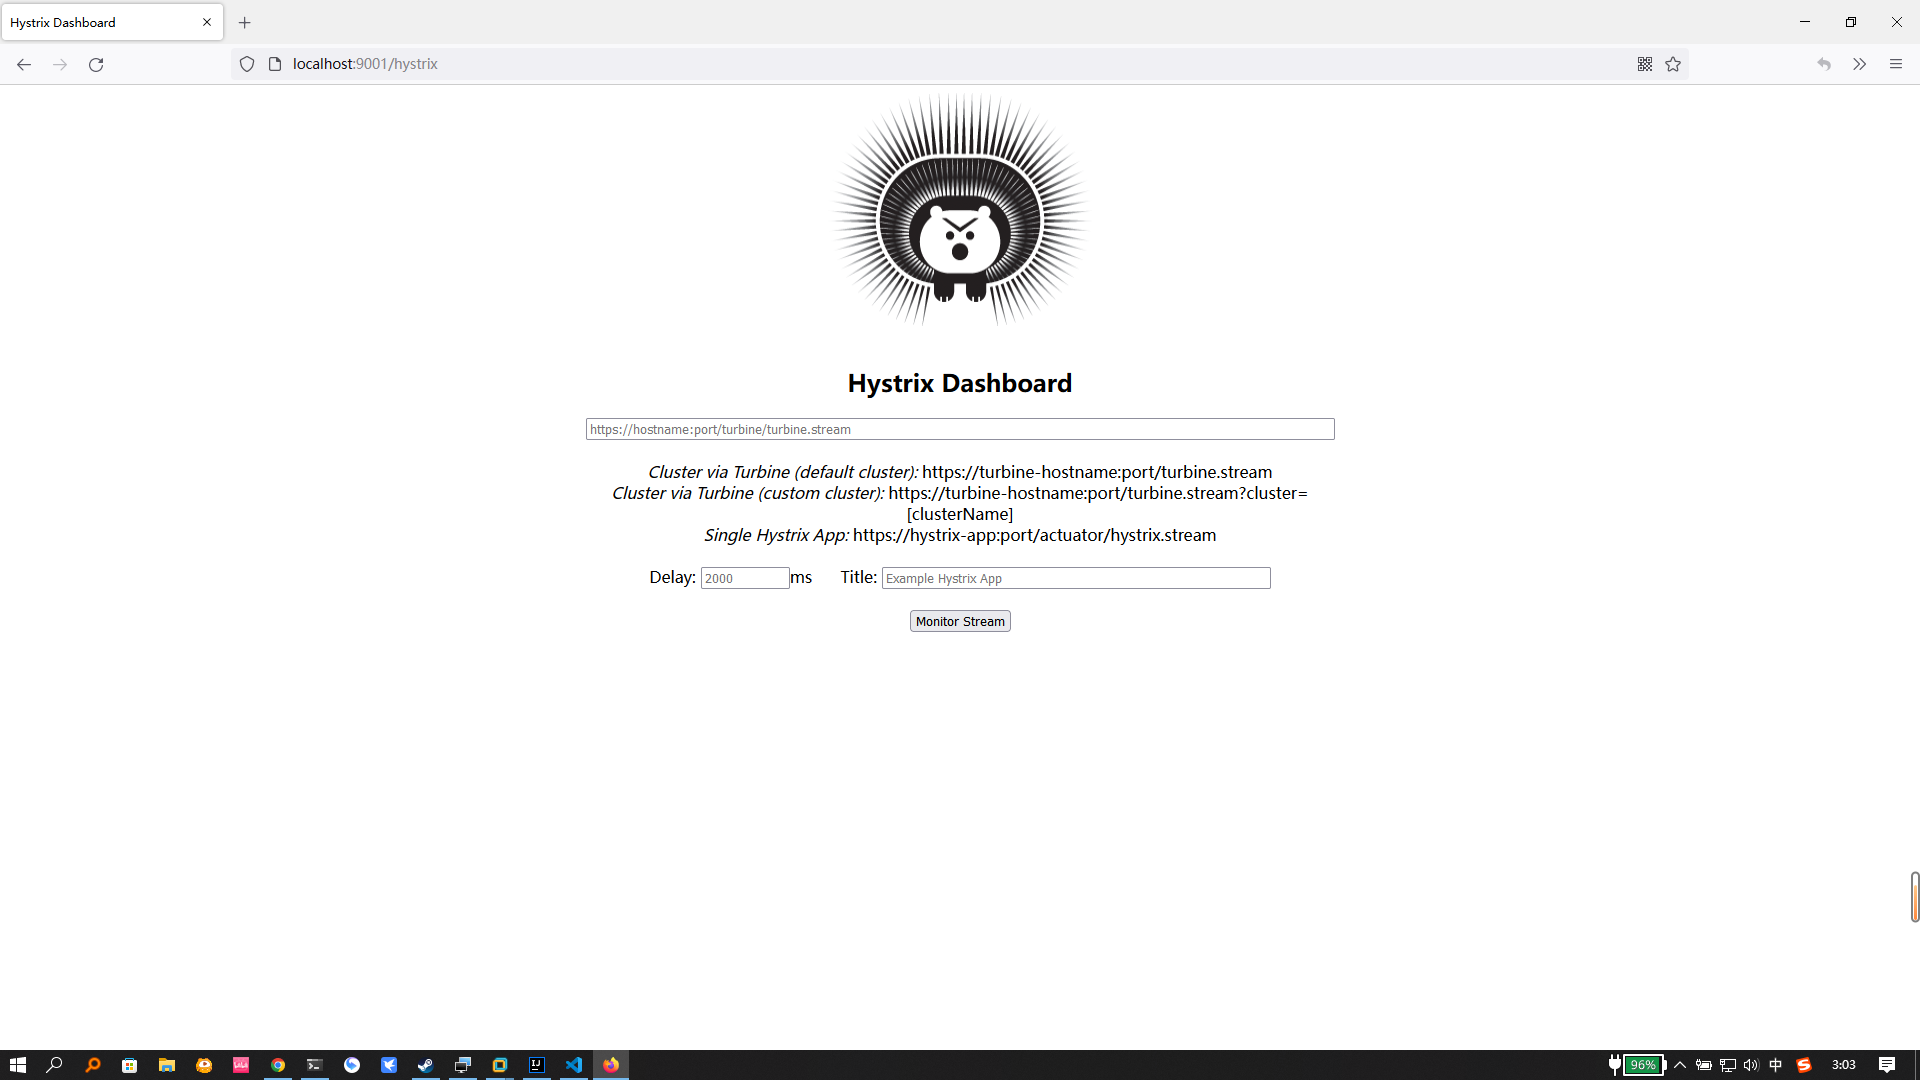 Hystrix Dashboard
localhost:9001/hystrix
Hystrix Dashboard
https://hostname:port/turbine/turbine.stream
Cluster via Turbine (default cluster): https://turbine-hostname:port/turbine.stream
Cluster via Turbine (custom cluster): https://turbine-hostname:port/turbine.stream?cluster=
[clusterName]
Single Hystrix App: https://hystrix-app:port/actuator/hystrix.stream
Delay: 2000 ms Title: Example Hystrix App
Monitor Stream
96% 中 3:03